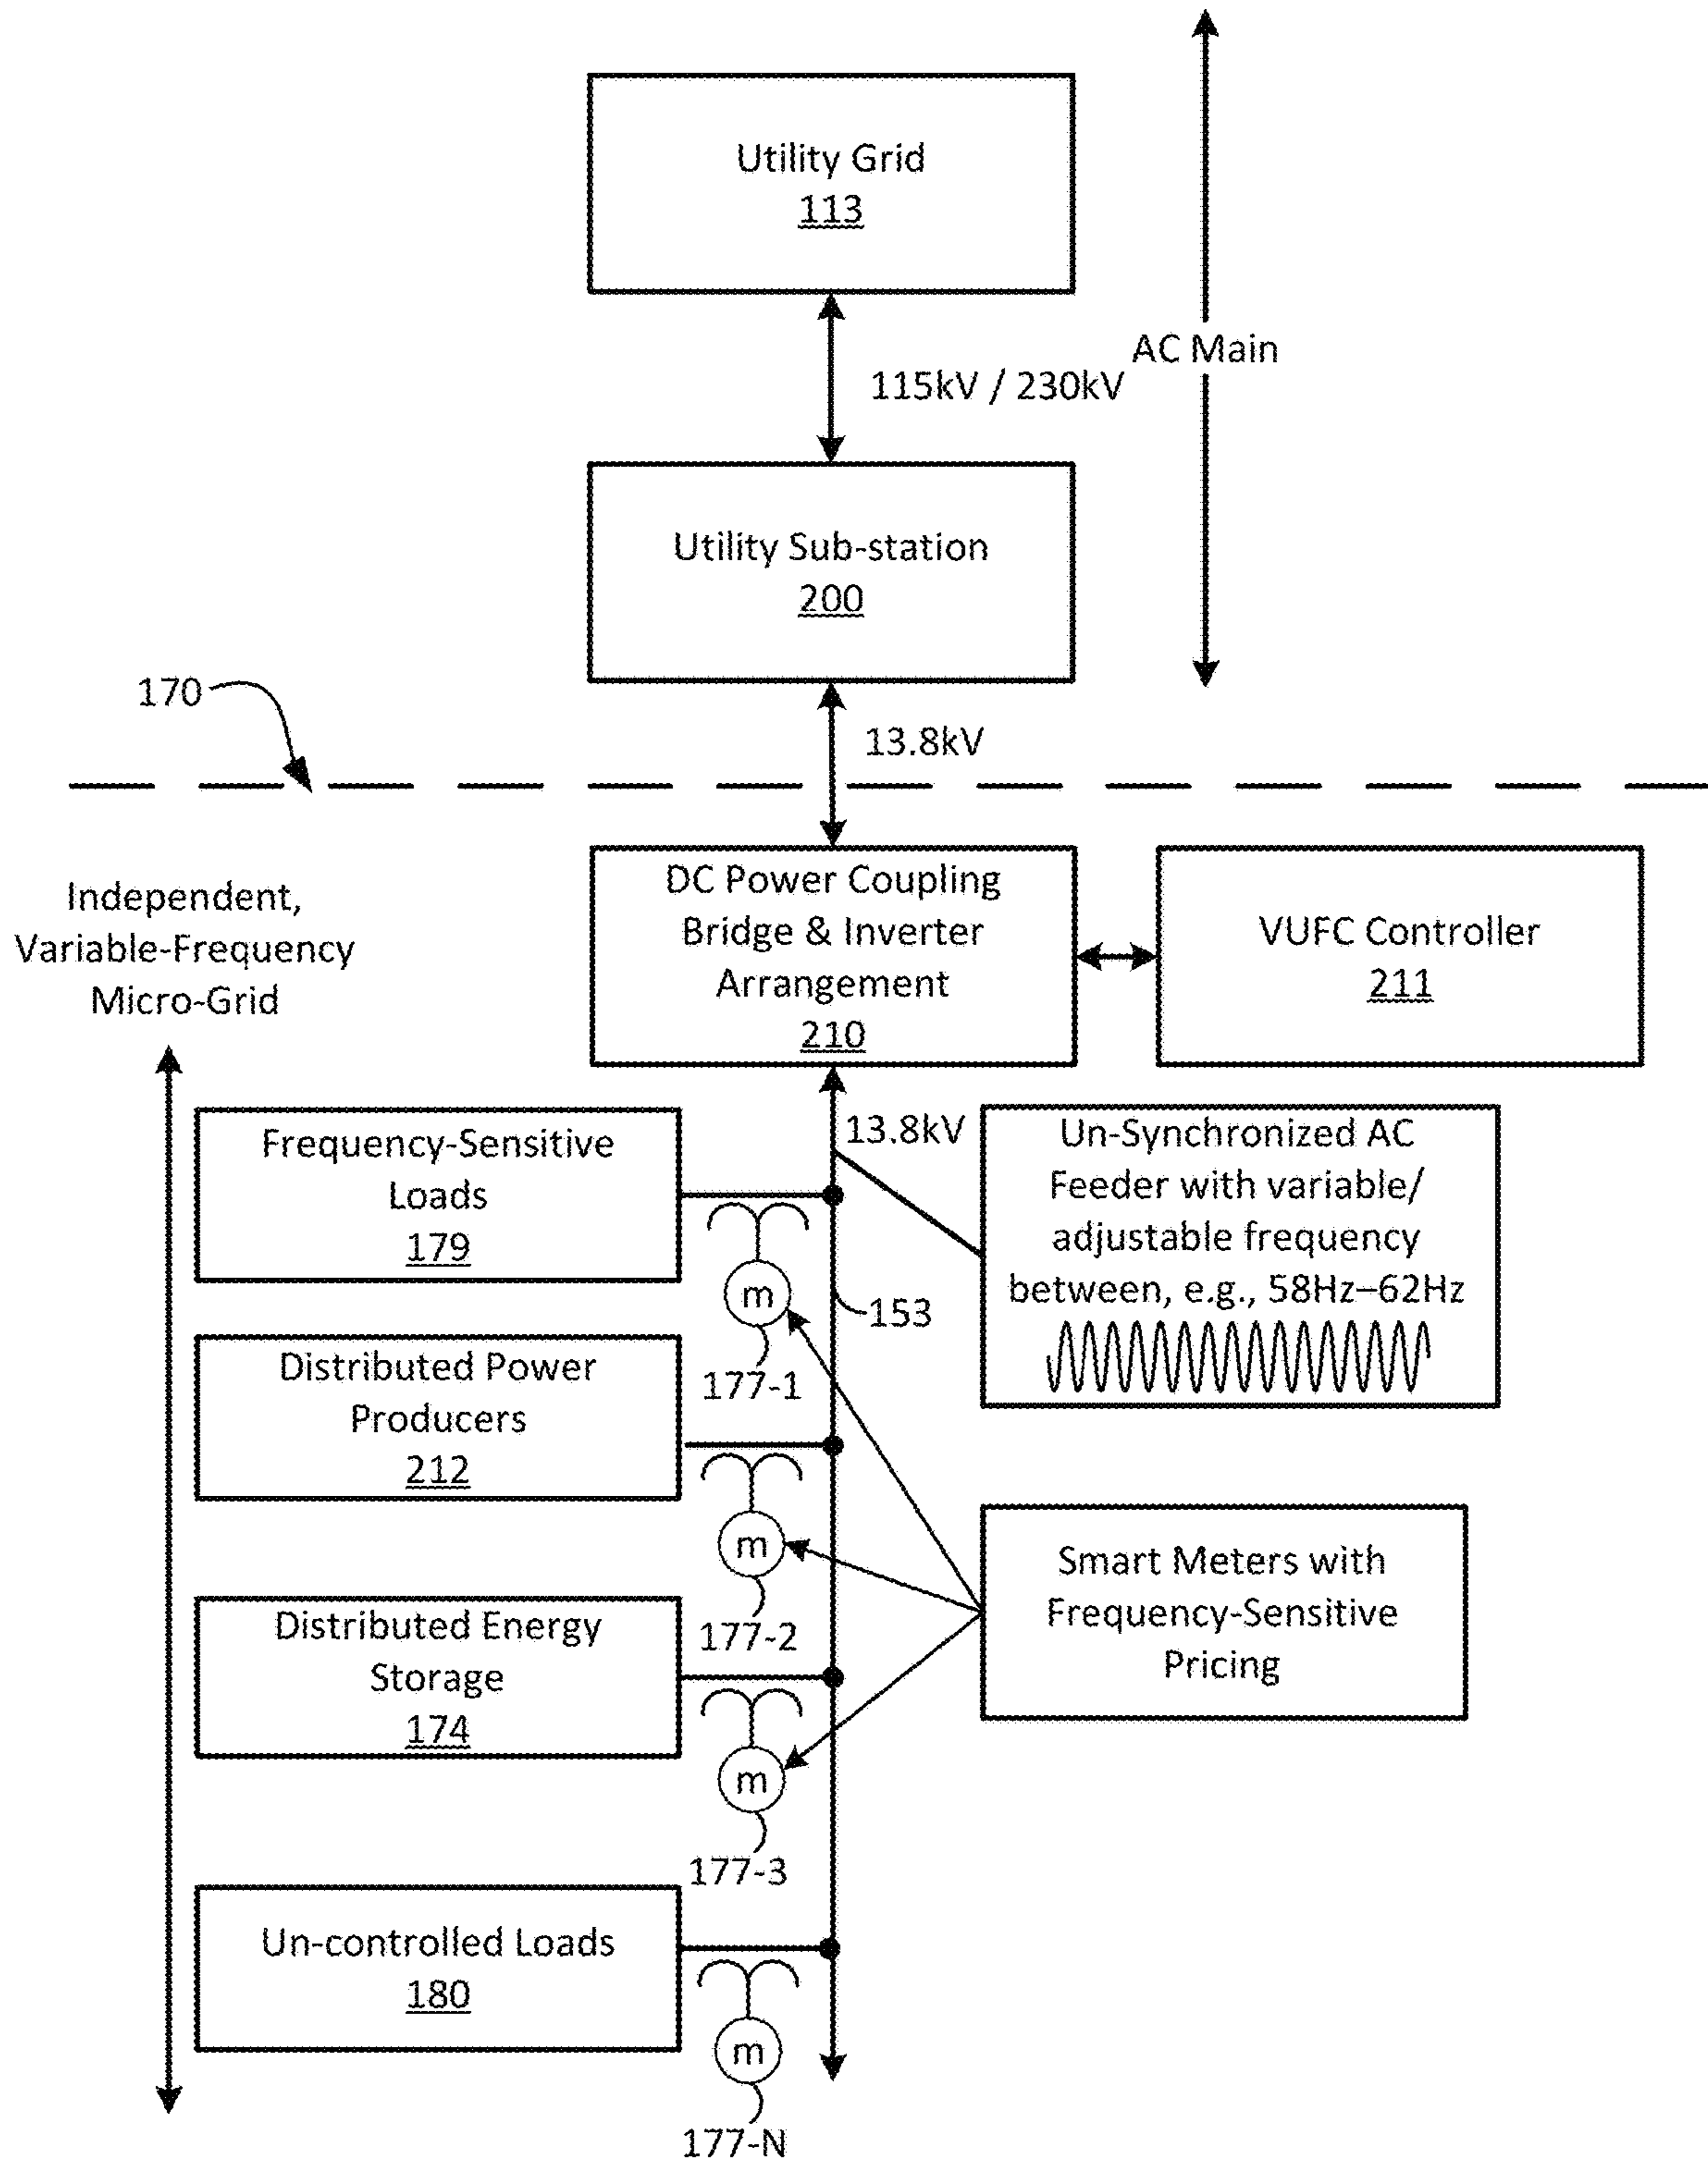 Utility Grid
113
AC Main
115kV / 230kV
Utility Sub-station
200
170
13.8kV
Independent,
Variable-Frequency
Micro-Grid
DC Power Coupling
Bridge & Inverter
Arrangement
210
VUFC Controller
211
13.8kV
Un-Synchronized AC
Feeder with variable/
adjustable frequency
between, e.g., 58Hz–62Hz
Frequency-Sensitive
Loads
179
m
153
177-1
Distributed Power
Producers
212
m
177-2
Smart Meters with
Frequency-Sensitive
Pricing
Distributed Energy
Storage
174
m
177-3
Un-controlled Loads
180
m
177-N